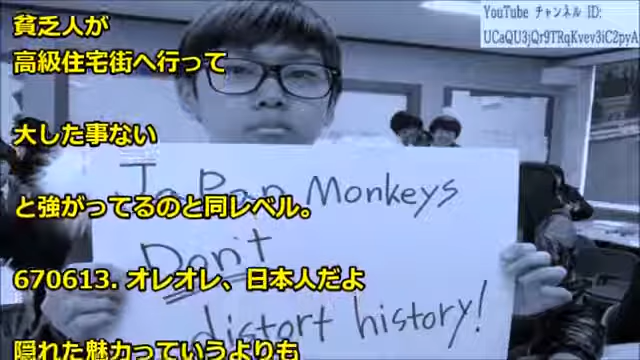 貧乏人が
高級住宅街へ行って
大した事ない
と強がってるのと同レベル。
670613. オレオレ、日本人だよ
隠れた魅力っていうよりも
YouTube チャンネル ID:
UCaQU3jQr9TRqKvev3iC2pyA
JaPan Monkeys
Don't
distort history!